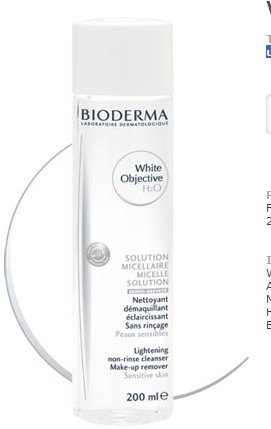 BIODERMA
LABORATOIRE DERMATOLOGIQUE
White
Objective
H2O
SOLUTION
MICELLAIRE
MICELLE
SOLUTION
Nettoyant
démaquillant
éclaircissant
Sans rinçage
Peaux sensibles
Lightening
non-rinse cleanser
Make-up remover
Sensitive skin
200 ml e